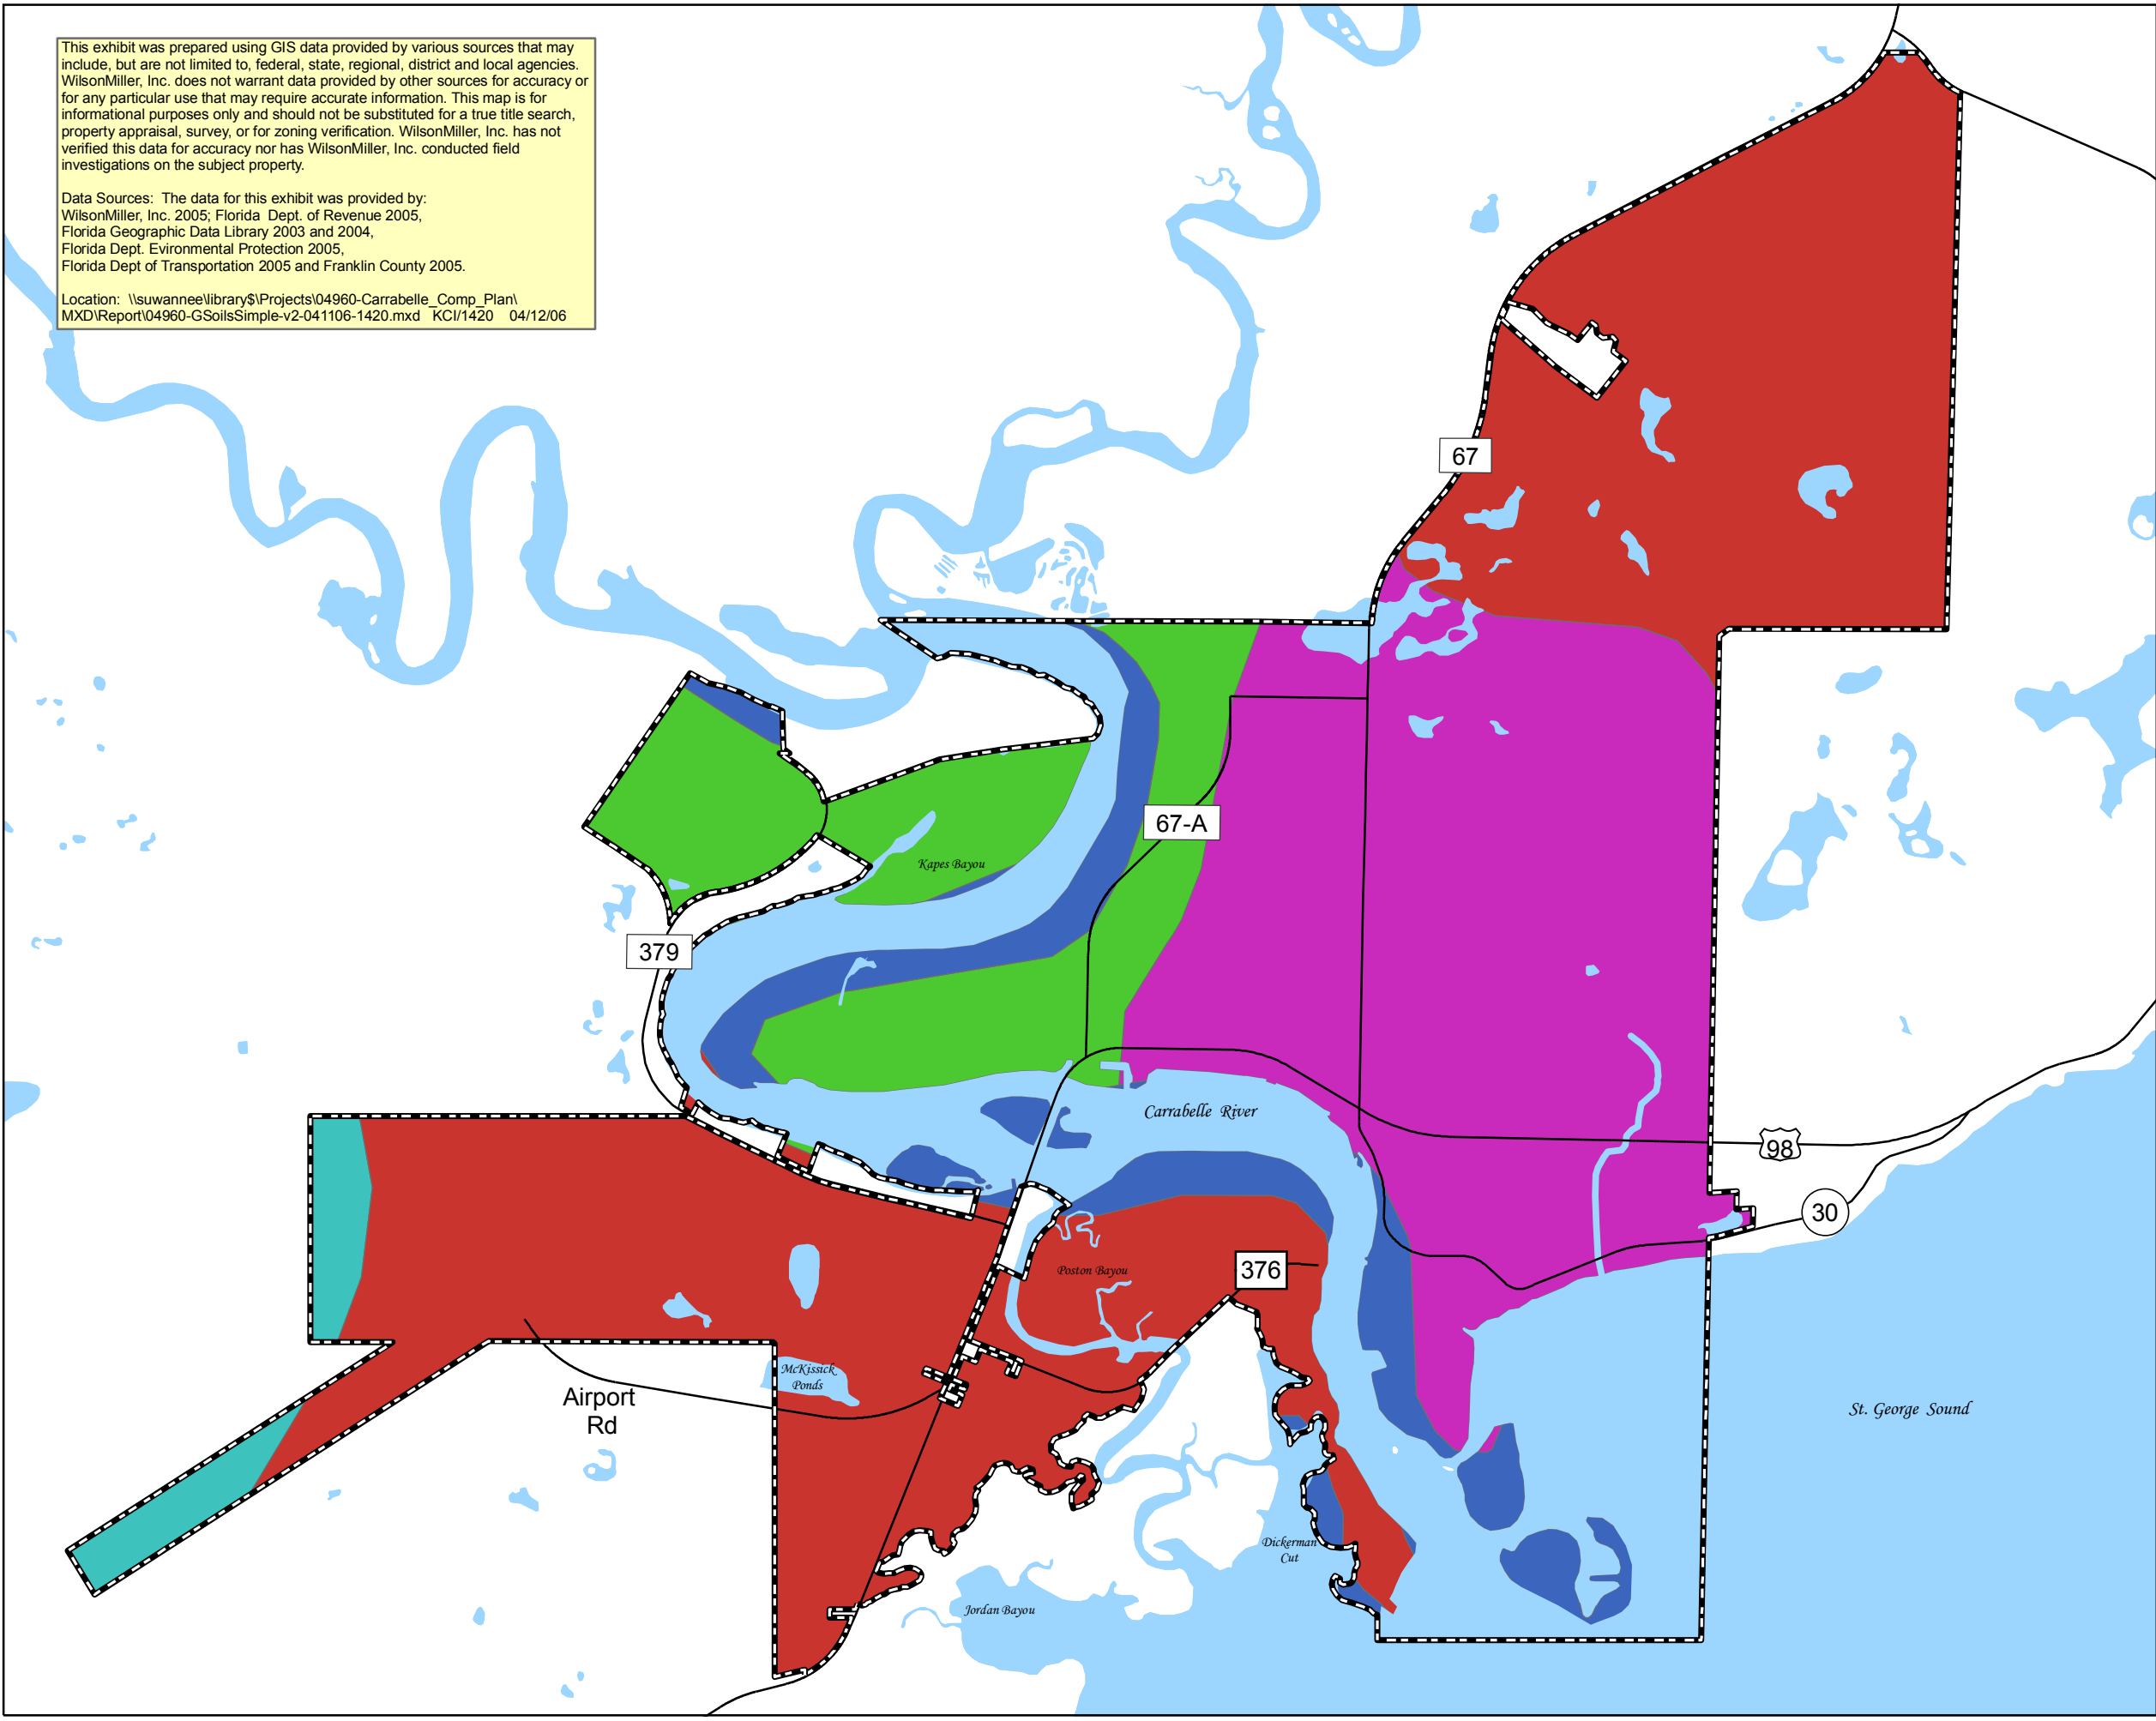 This exhibit was prepared using GIS data provided by various sources that may
include, but are not limited to, federal, state, regional, district and local agencies.
WilsonMiller, Inc. does not warrant data provided by other sources for accuracy or
for any particular use that may require accurate information. This map is for
informational purposes only and should not be substituted for a true title search,
property appraisal, survey, or for zoning verification. WilsonMiller, Inc. has not
verified this data for accuracy nor has WilsonMiller, Inc. conducted field
investigations on the subject property.
Data Sources: The data for this exhibit was provided by:
WilsonMiller, Inc. 2005; Florida Dept. of Revenue 2005,
Florida Geographic Data Library 2003 and 2004,
Florida Dept. Evironmental Protection 2005,
Florida Dept of Transportation 2005 and Franklin County 2005.
Location: \\suwannee\library$\Projects\04960-Carrabelle_Comp_Plan\
MXD\Report\04960-GSoilsSimple-v2-041106-1420.mxd KCI/1420 04/12/06
67
67-A
Kapes Bayou
379
Carrabelle River
98
30
Poston Bayou
376
McKissick
Ponds
Airport
Rd
St. George Sound
Dickerman
Cut
Jordan Bayou